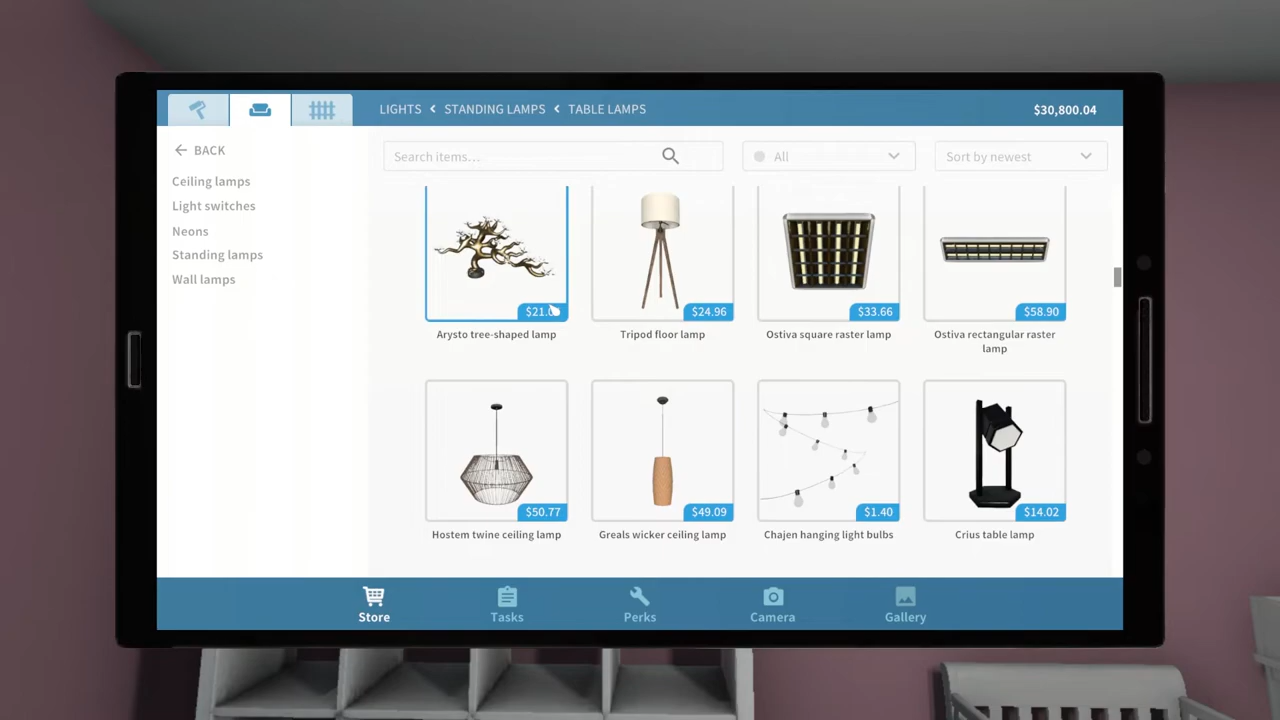 LIGHTS < STANDING LAMPS < TABLE LAMPS
$30,800.04
BACK
Ceiling lamps
Light switches
Neons
Standing lamps
Wall lamps
Search items...
All
Sort by newest
$24.96
$33.66
$58.90
Arysto tree-shaped lamp
Tripod floor lamp
Ostiva square raster lamp
Ostiva rectangular raster
lamp
$50.77
$49.09
$1.40
$14.02
Hostem twine ceiling lamp
Greals wicker ceiling lamp
Chajen hanging light bulbs
Crius table lamp
Store
Tasks
Perks
Camera
Gallery